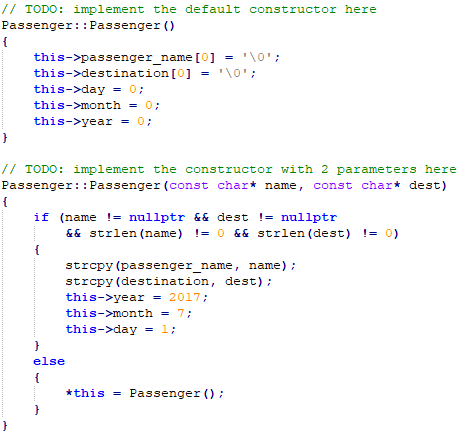 // TODO: implement the default constructor here
Passenger::Passenger()
{
    this->passenger_name[0] = '\0';
    this->destination[0] = '\0';
    this->day = 0;
    this->month = 0;
    this->year = 0;
}

// TODO: implement the constructor with 2 parameters here
Passenger::Passenger(const char* name, const char* dest)
{
    if (name != nullptr && dest != nullptr
        && strlen(name) != 0 && strlen(dest) != 0)
    {
        strcpy(passenger_name, name);
        strcpy(destination, dest);
        this->year = 2017;
        this->month = 7;
        this->day = 1;
    }
    else
    {
        *this = Passenger();
    }
}